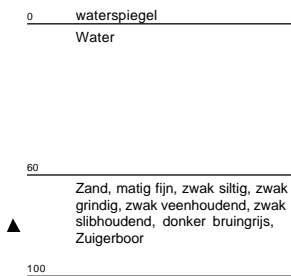 0 waterspiegel
Water
60
Zand, matig fijn, zwak siltig, zwak
grindig, zwak veenhoudend, zwak
slibhoudend, donker bruingrijs,
Zuigerboor
100